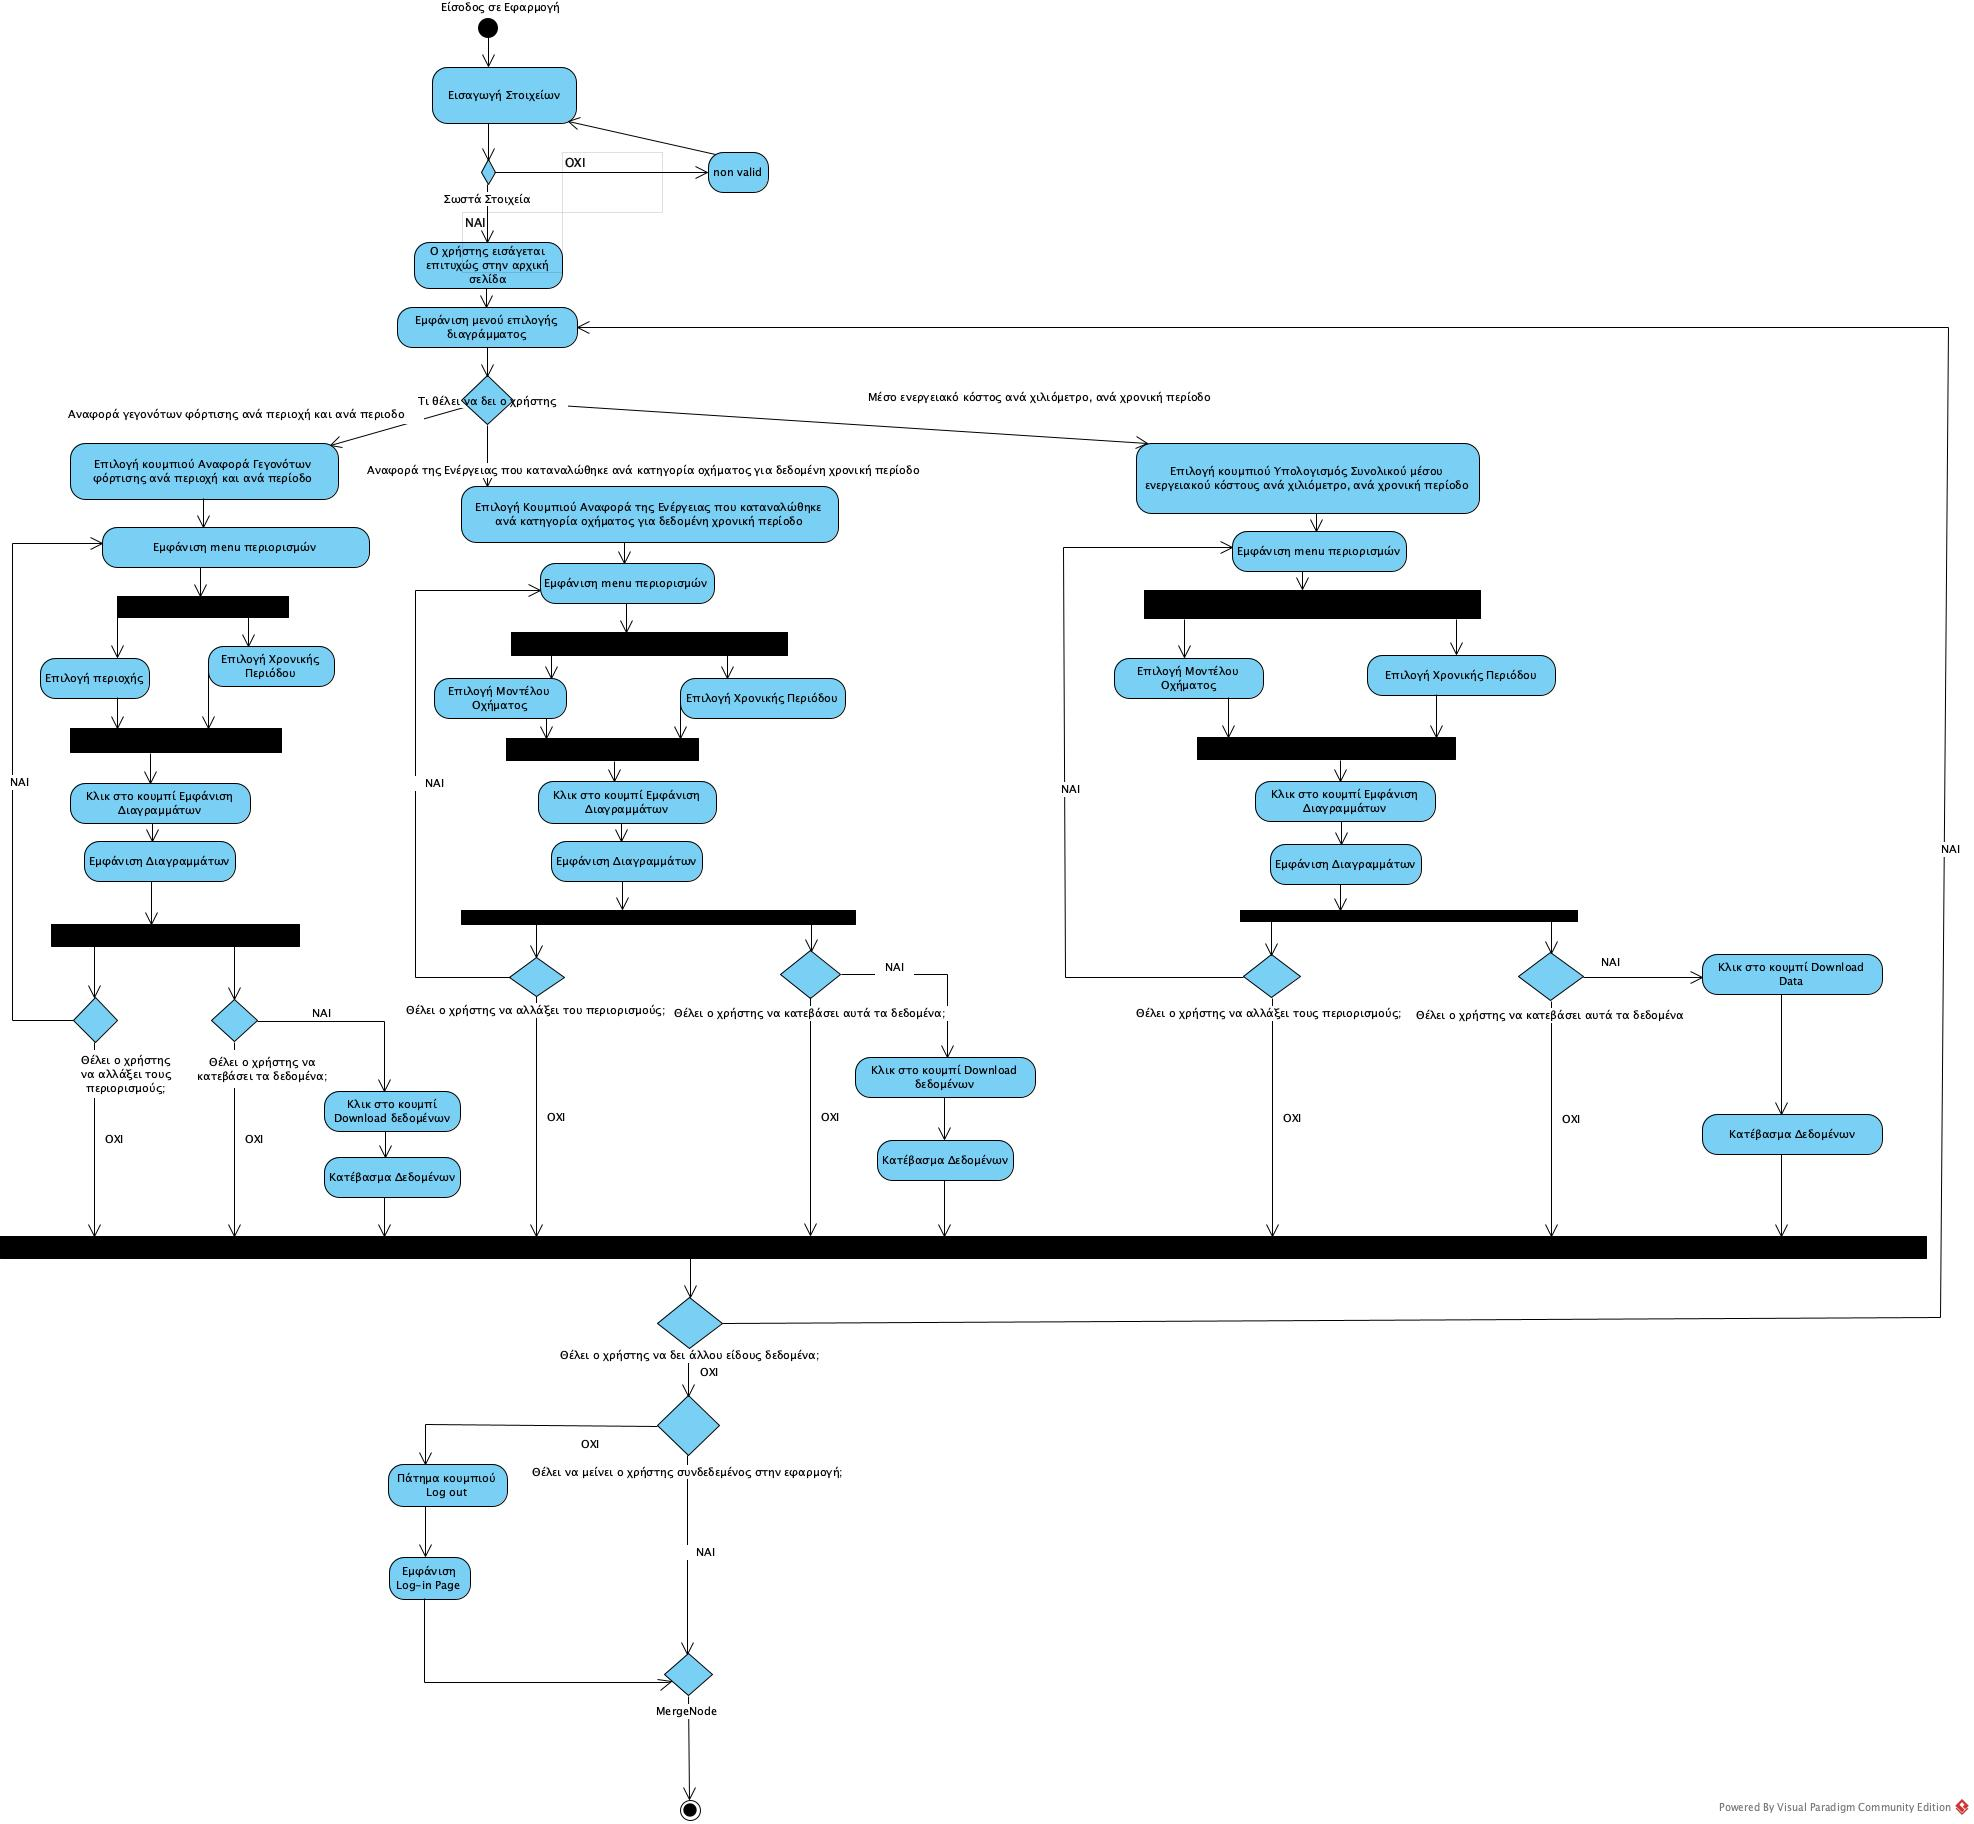 Είσοδος σε Εφαρμογή
Εισαγωγή Στοιχείων
ΟΧΙ
non valid
Σωστά Στοιχεία
ΝΑΙ
Ο χρήστης εισάγεται
επιτυχώς στην αρχική
σελίδα
Εμφάνιση μενού επιλογής
διαγράμματος
Τι θέλει να δει ο χρήστης
Αναφορά γεγονότων φόρτισης ανά περιοχή και ανά περιοδο
Μέσο ενεργειακό κόστος ανά χιλιόμετρο, ανά χρονική περίοδο
Αναφορά της Ενέργειας που καταναλώθηκε ανά κατηγορία οχήματος για δεδομένη χρονική περίοδο
Επιλογή κουμπιού Αναφορά Γεγονότων
φόρτισης ανά περιοχή και ανά περίοδο
Εμφάνιση menu περιορισμών
Επιλογή περιοχής
Επιλογή Χρονικής
Περιόδου
ΝΑΙ
Κλικ στο κουμπί Εμφάνιση
Διαγραμμάτων
Εμφάνιση Διαγραμμάτων
Θέλει ο χρήστης
να αλλάξει τους
περιορισμούς;
ΟΧΙ
Θέλει ο χρήστης να
κατεβάσει τα δεδομένα;
ΟΧΙ
ΝΑΙ
Κλικ στο κουμπί
Download δεδομένων
Κατέβασμα Δεδομένων
Επιλογή Κουμπιού Αναφορά της Ενέργειας που καταναλώθηκε
ανά κατηγορία οχήματος για δεδομένη χρονική περίοδο
Εμφάνιση menu περιορισμών
Επιλογή Μοντέλου
Οχήματος
Επιλογή Χρονικής Περιόδου
ΝΑΙ
Κλικ στο κουμπί Εμφάνιση
Διαγραμμάτων
Εμφάνιση Διαγραμμάτων
Θέλει ο χρήστης να αλλάξει του περιορισμούς;
ΟΧΙ
Θέλει ο χρήστης να κατεβάσει αυτά τα δεδομένα;
ΟΧΙ
ΝΑΙ
Κλικ στο κουμπί Download
δεδομένων
Κατέβασμα Δεδομένων
Επιλογή κουμπιού Υπολογισμός Συνολικού μέσου
ενεργειακού κόστους ανά χιλιόμετρο, ανά χρονική περίοδο
Εμφάνιση menu περιορισμών
Επιλογή Μοντέλου
Οχήματος
Επιλογή Χρονικής Περιόδου
ΝΑΙ
Κλικ στο κουμπί Εμφάνιση
Διαγραμμάτων
Εμφάνιση Διαγραμμάτων
Θέλει ο χρήστης να αλλάξει τους περιορισμούς;
ΟΧΙ
Θέλει ο χρήστης να κατεβάσει αυτά τα δεδομένα
ΟΧΙ
ΝΑΙ
Κλικ στο κουμπί Download
Data
Κατέβασμα Δεδομένων
ΝΑΙ
Θέλει ο χρήστης να δει άλλου είδους δεδομένα;
ΟΧΙ
ΟΧΙ
Θέλει να μείνει ο χρήστης συνδεδεμένος στην εφαρμογή;
Πάτημα κουμπιού
Log out
ΝΑΙ
Εμφάνιση
Log-in Page
MergeNode
Powered By Visual Paradigm Community Edition